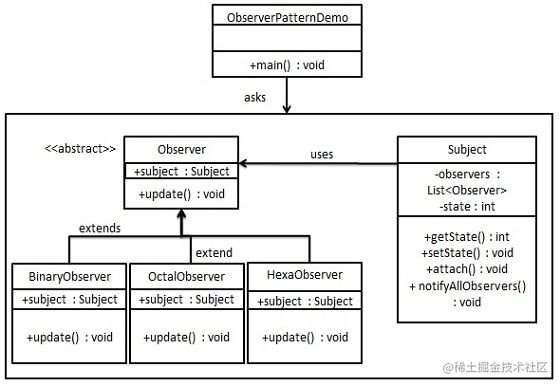 ObserverPatternDemo
+main() : void
asks
<<abstract>>
Observer
+subject : Subject
+update() : void
uses
Subject
-observers :
List<Observer>
-state : int
+getState() : int
+setState() : void
+attach() : void
+ notifyAllObservers()
: void
extends
extend
BinaryObserver
+subject : Subject
+update() : void
OctalObserver
+subject : Subject
+update() : void
HexaObserver
+subject : Subject
+update() : void
@稀土掘金技术社区